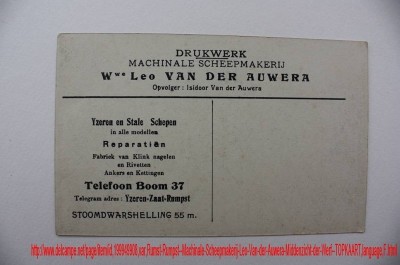 DRUKWERK
MACHINALE SCHEEPMAKERIJ
Wwe Leo VAN DER AUWERA
Opvolger : Isidoor Van der Auwera
Yzeren en Stale Schepen
in alle modellen
Reparatiën
Fabriek van Klink nagelen
en Rivetten
Ankers en Kettingen
Telefoon Boom 37
Telegram adres : Yzeren-Zaat-Rumpst
STOOMDWARSHELLING 55 m.